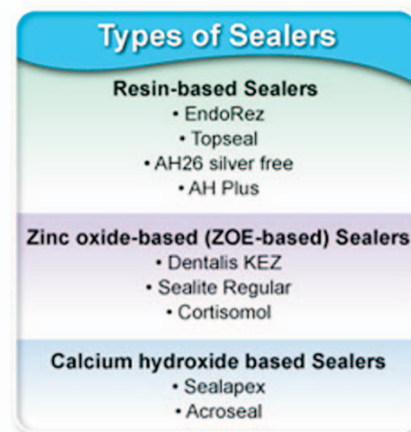 Types of Sealers
Resin-based Sealers
• EndoRez
• Topseal
• AH26 silver free
• AH Plus
Zinc oxide-based (ZOE-based) Sealers
• Dentalis KEZ
• Sealite Regular
• Cortisomol
Calcium hydroxide based Sealers
• Sealapex
• Acroseal